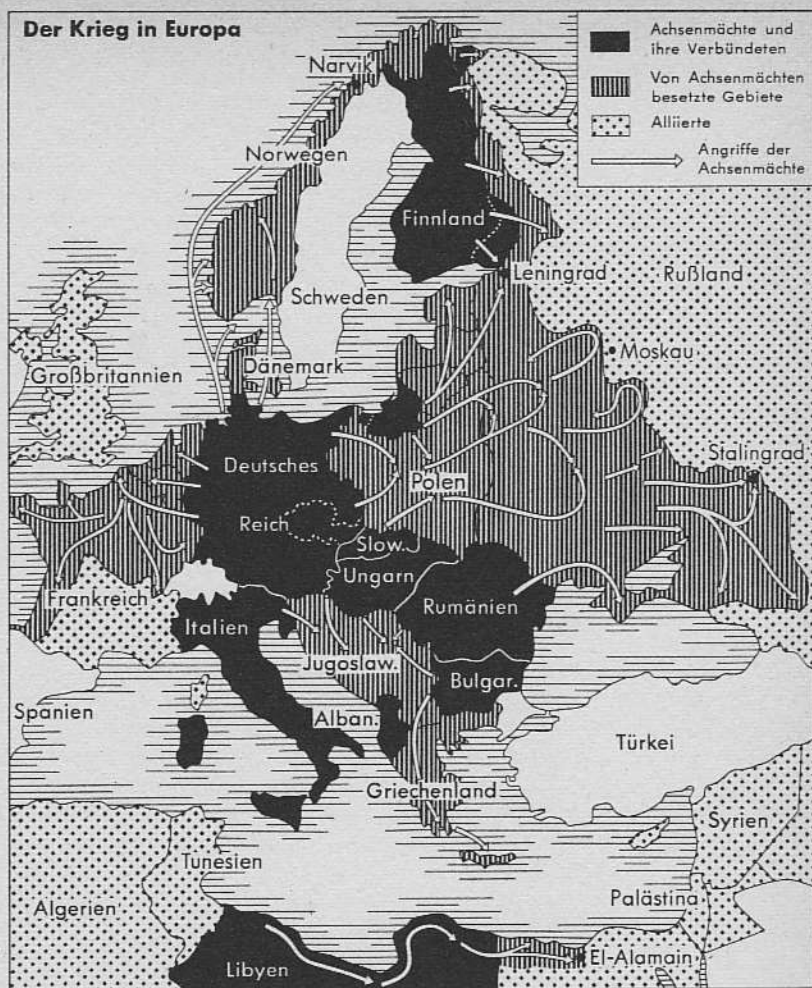 Der Krieg in Europa
Achsenmächte und
ihre Verbündeten
Von Achsenmächten
besetzte Gebiete
Alliierte
Angriffe der
Achsenmächte
Narvik
Norwegen
Finnland
Leningrad
Rußland
Schweden
Moskau
Großbritannien
Dänemark
Stalingrad
Deutsches
Polen
Reich
Slow.
Ungarn
Frankreich
Rumänien
Italien
Jugoslaw.
Bulgar.
Spanien
Alban.
Türkei
Griechenland
Syrien
Tunesien
Palästina
Algerien
El-Alamain
Libyen